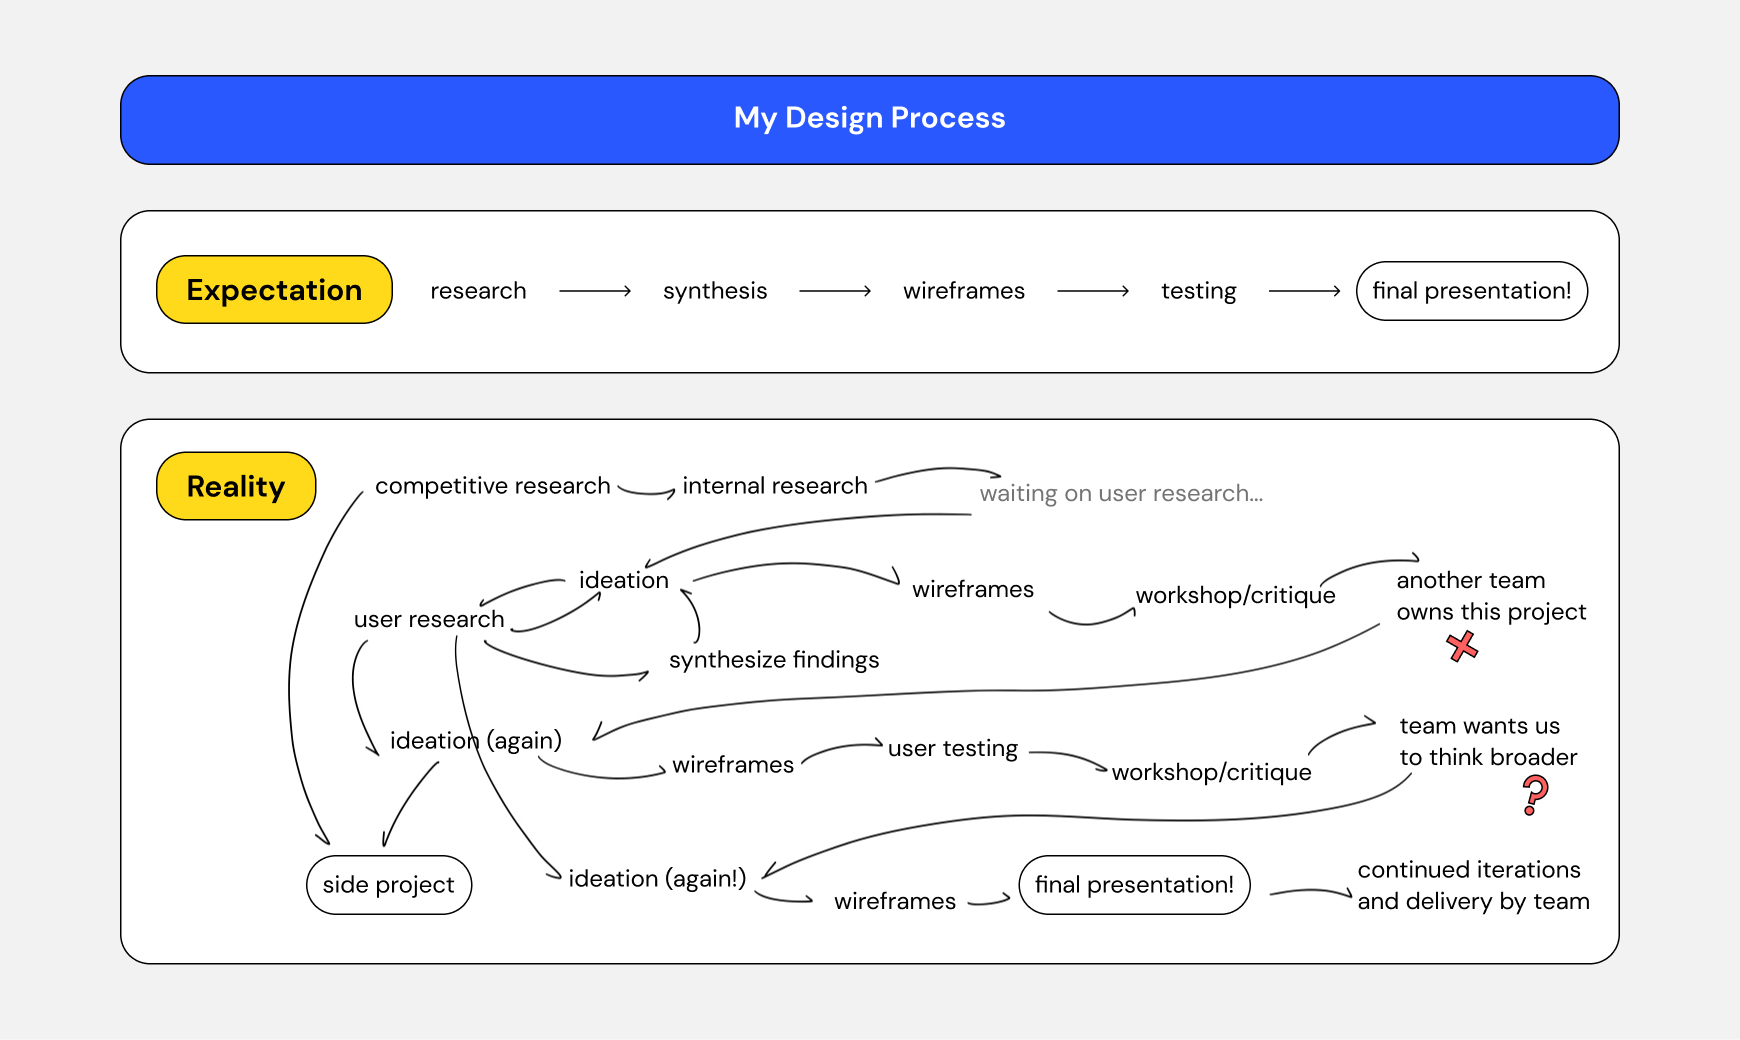 My Design Process
Expectation
research
synthesis
wireframes
testing
final presentation!
Reality
competitive research
internal research
waiting on user research...
ideation
wireframes
workshop/critique
another team
owns this project
user research
synthesize findings
ideation (again)
wireframes
user testing
workshop/critique
team wants us
to think broader
?
side project
ideation (again!)
wireframes
final presentation!
continued iterations
and delivery by team